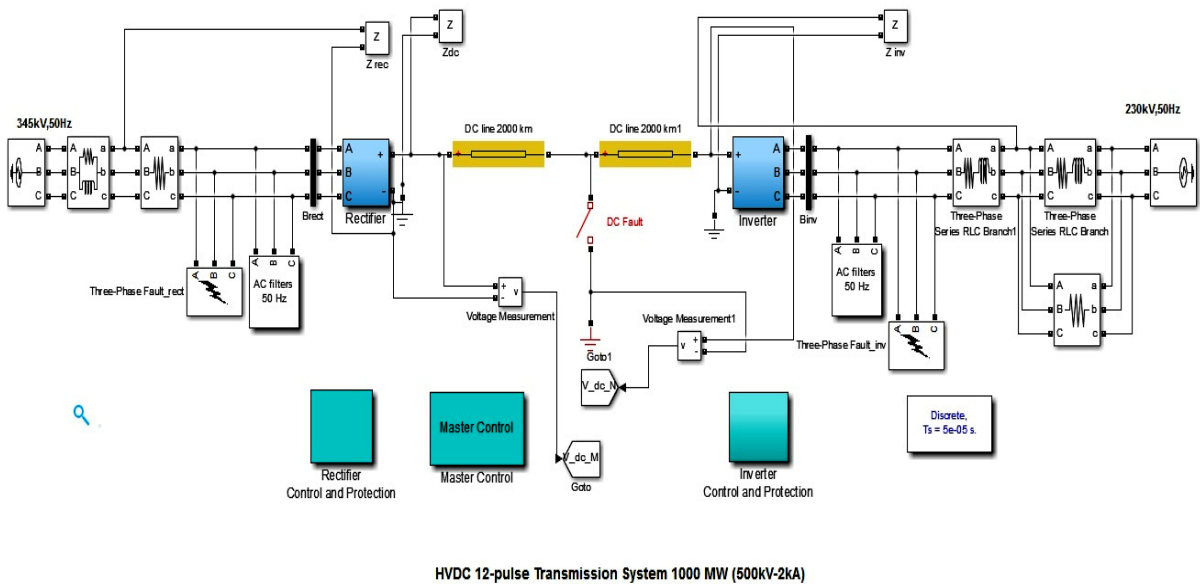 Z
Z rec
Z
Zdc
Z
Z inv
345kV,50Hz
230kV,50Hz
DC line 2000 km
DC line 2000 km1
A
B
C
A
B
C
a
b
c
A
B
C
a
b
c
Brect
A
B
C
+
-
Rectifier
DC Fault
+
-
A
B
C
Inverter
Binv
A
B
C
a
b
c
Three-Phase
Series RLC Branch1
A
B
C
a
b
c
Three-Phase
Series RLC Branch
A
B
C
A
B
C
Three-Phase Fault_rect
A
B
C
AC filters
50 Hz
+
-
v
Voltage Measurement
Voltage Measurement1
+
-
v
A
B
C
AC filters
50 Hz
A
B
C
Three-Phase Fault_inv
A
B
C
a
b
c
Goto1
V_dc_N
V_dc_M
Goto
Rectifier
Control and Protection
Master Control
Master Control
Inverter
Control and Protection
Discrete,
Ts = 5e-05 s.
HVDC 12-pulse Transmission System 1000 MW (500kV-2kA)